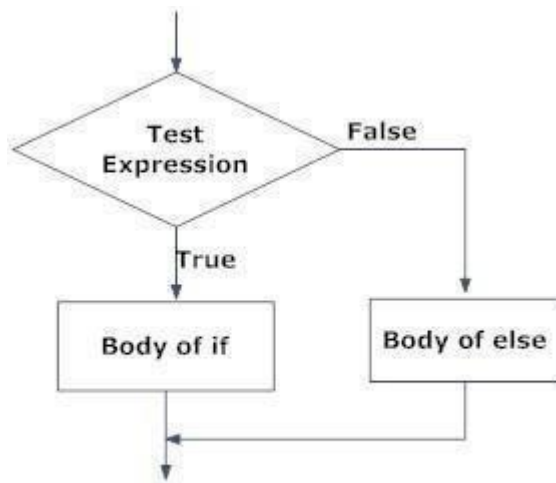 Test
Expression
False
True
Body of if
Body of else